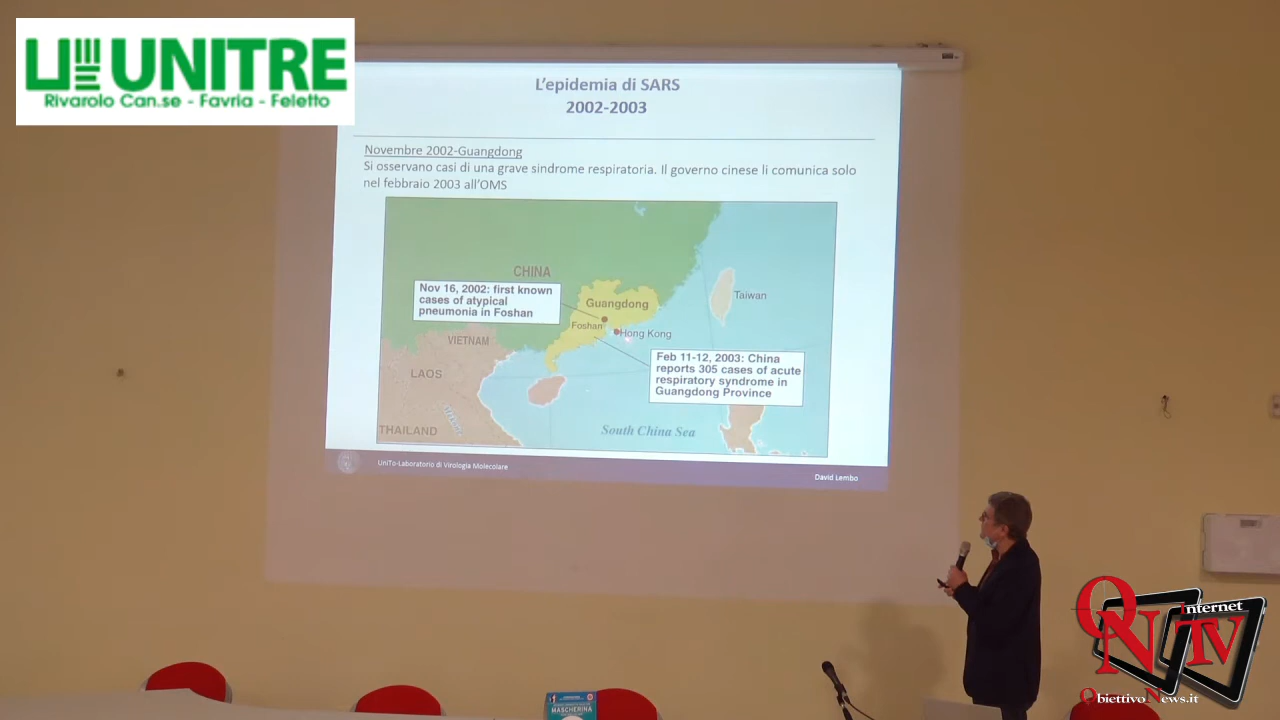 UNITRE
Rivarolo Can.se - Favria - Feletto
L'epidemia di SARS
2002-2003
Novembre 2002-Guangdong
Si osservano casi di una grave sindrome respiratoria. Il governo cinese li comunica solo
nel febbraio 2003 all'OMS
CHINA
Nov 16, 2002: first known
cases of atypical
pneumonia in Foshan
Guangdong
Taiwan
Foshan
Hong Kong
VIETNAM
Feb 11-12, 2003: China
reports 305 cases of acute
respiratory syndrome in
Guangdong Province
LAOS
THAILAND
South China Sea
UniTo-Laboratorio di Virologia Molecolare
David Lembo
MASCHERINA
Internet
ON TV
ObiettivoNews.it